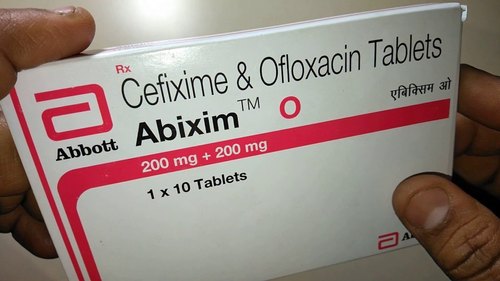 Rx
Cefixime & Ofloxacin Tablets
Abixim™ O
एबिक्सिम ओ
Abbott
200 mg + 200 mg
1 x 10 Tablets